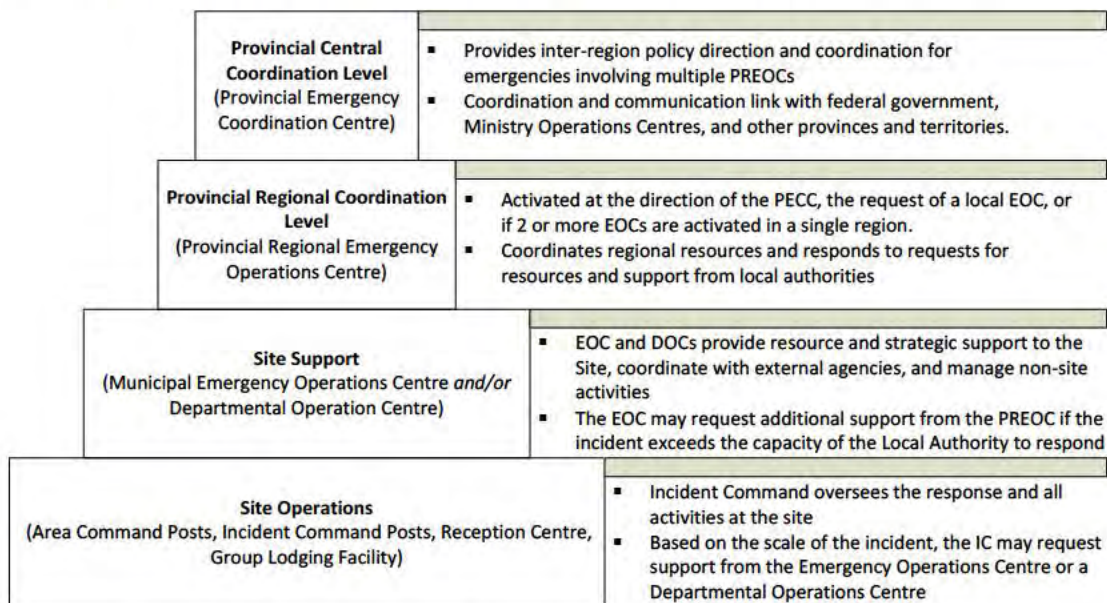 Provincial Central
Coordination Level
(Provincial Emergency
Coordination Centre)
▪ Provides inter-region policy direction and coordination for
emergencies involving multiple PREOCs
▪ Coordination and communication link with federal government,
Ministry Operations Centres, and other provinces and territories.
Provincial Regional Coordination
Level
(Provincial Regional Emergency
Operations Centre)
▪ Activated at the direction of the PECC, the request of a local EOC, or
if 2 or more EOCs are activated in a single region.
▪ Coordinates regional resources and responds to requests for
resources and support from local authorities
Site Support
(Municipal Emergency Operations Centre and/or
Departmental Operation Centre)
▪ EOC and DOCs provide resource and strategic support to the
Site, coordinate with external agencies, and manage non-site
activities
▪ The EOC may request additional support from the PREOC if the
incident exceeds the capacity of the Local Authority to respond
Site Operations
(Area Command Posts, Incident Command Posts, Reception Centre,
Group Lodging Facility)
▪ Incident Command oversees the response and all
activities at the site
▪ Based on the scale of the incident, the IC may request
support from the Emergency Operations Centre or a
Departmental Operations Centre